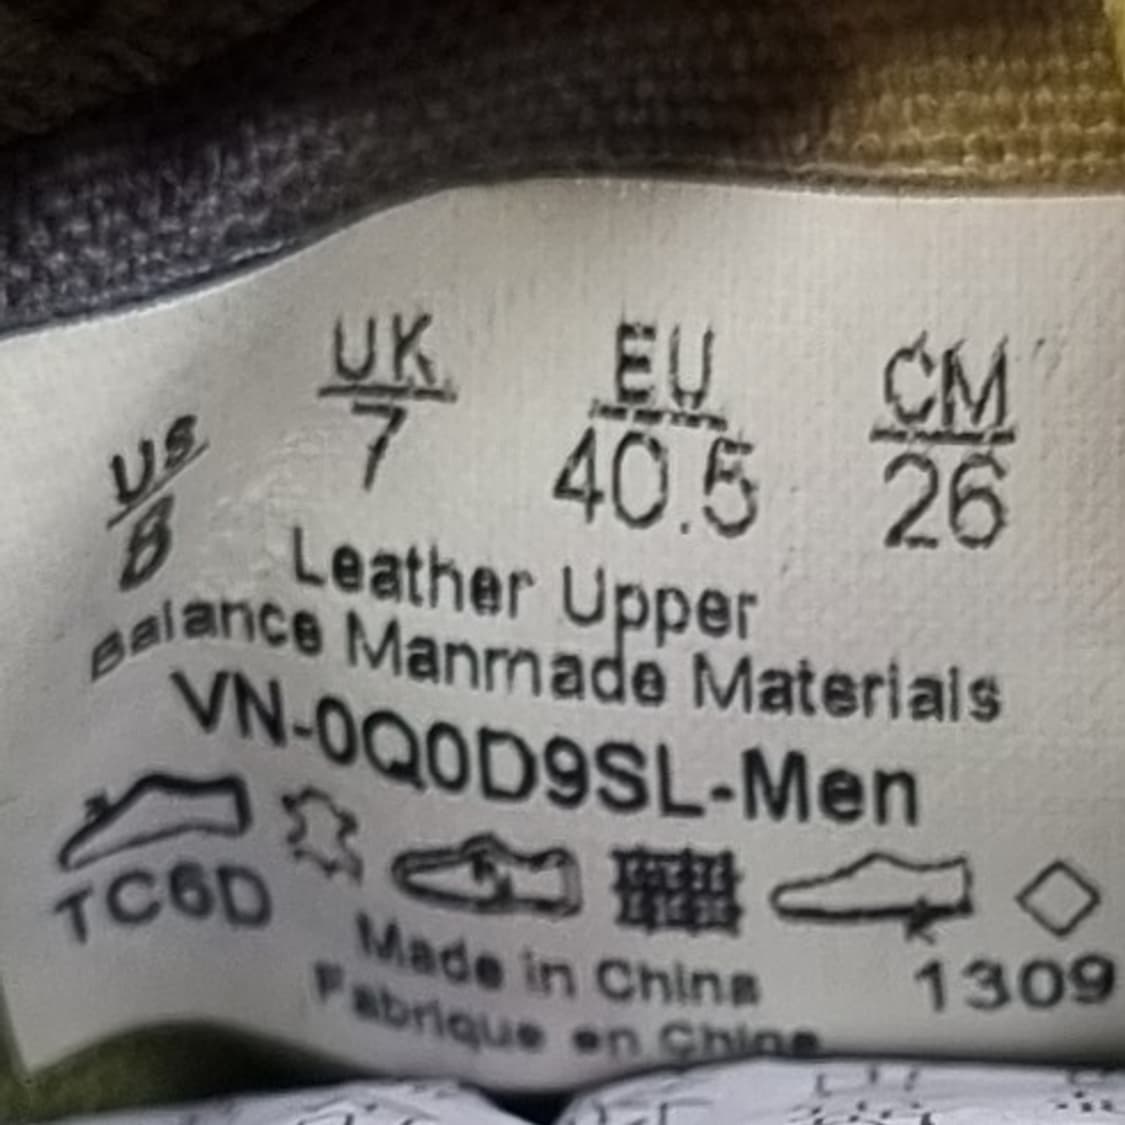 US UK EU CM
8 7 40.5 26
Leather Upper
Balance Manmade Materials
VN-0Q0D9SL-Men
TC6D
1309
Made in China
Fabrique en Chine